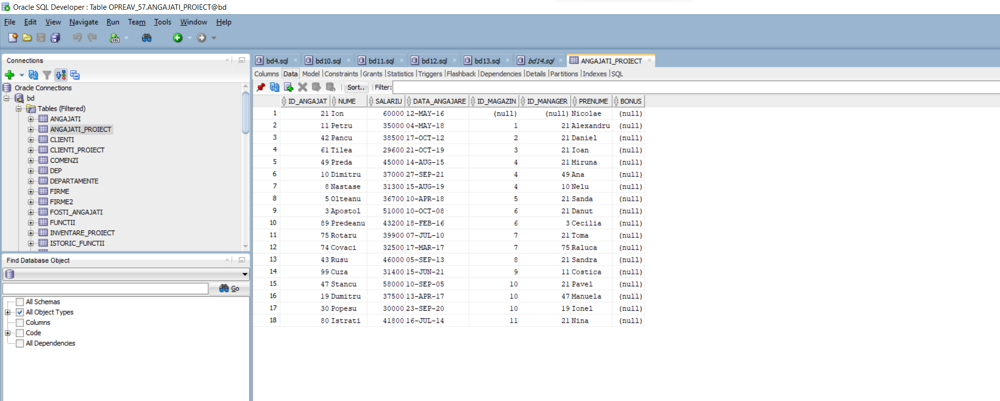 Oracle SQL Developer : Table OPREAV_57.ANGAJATI_PROIECT@bd
File Edit View Navigate Run Team Tools Window Help
Connections
Oracle Connections
bd
Tables (Filtered)
ANGAJATI
ANGAJATI_PROIECT
CLIENTI
CLIENTI_PROIECT
COMENZI
DEP
DEPARTAMENTE
FIRME
FIRME2
FOSTI_ANGAJATI
FUNCTII
INVENTARE_PROIECT
ISTORIC_FUNCTII
Find Database Object
Go
All Schemas
All Object Types
Columns
Code
All Dependencies
bd4.sql bd10.sql bd11.sql bd12.sql bd13.sql bd14.sql ANGAJATI_PROIECT
Columns Data Model Constraints Grants Statistics Triggers Flashback Dependencies Details Partitions Indexes SQL
Sort.. Filter:
ID_ANGAJAT NUME SALARIU DATA_ANGAJARE ID_MAGAZIN ID_MANAGER PRENUME BONUS
1 21 Ion 60000 12-MAY-16 (null) (null) Nicolae (null)
2 11 Petru 35000 04-MAY-18 1 21 Alexandru (null)
3 42 Pancu 38500 17-OCT-12 2 21 Daniel (null)
4 61 Tilea 29600 21-OCT-19 3 21 Ioan (null)
5 49 Preda 45000 14-AUG-15 4 21 Miruna (null)
6 10 Dimitru 37000 27-SEP-21 4 49 Ana (null)
7 8 Nastase 31300 15-AUG-19 4 10 Nelu (null)
8 5 Olteanu 36700 10-APR-18 5 21 Sanda (null)
9 3 Apostol 51000 10-OCT-08 6 21 Danut (null)
10 89 Predeanu 43200 18-FEB-16 6 3 Cecilia (null)
11 75 Rotaru 39900 07-JUL-10 7 21 Toma (null)
12 74 Covaci 32500 17-MAR-17 7 75 Raluca (null)
13 43 Rusu 46000 05-SEP-13 8 21 Sandra (null)
14 99 Cuza 31400 15-JUN-21 9 11 Costica (null)
15 47 Stancu 58000 10-SEP-05 10 21 Pavel (null)
16 19 Dumitru 37500 13-APR-17 10 47 Manuela (null)
17 30 Popesu 30000 23-SEP-20 10 19 Ionel (null)
18 80 Istrati 41800 16-JUL-14 11 21 Nina (null)